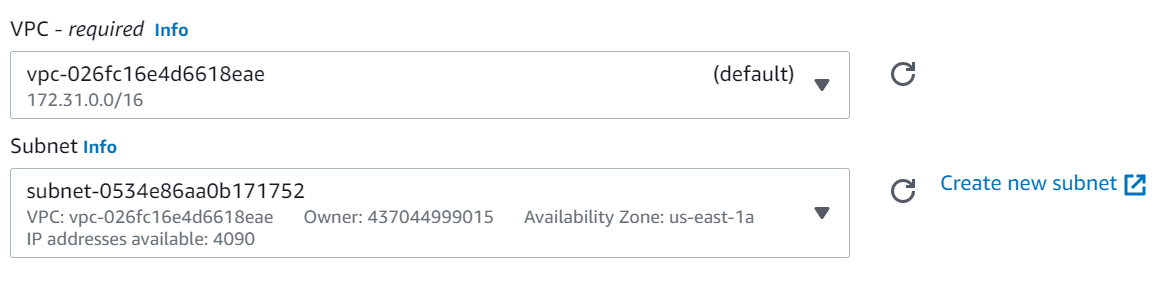 VPC - required Info
vpc-026fc16e4d6618eae (default)
172.31.0.0/16
Subnet Info
subnet-0534e86aa0b171752
VPC: vpc-026fc16e4d6618eae Owner: 437044999015 Availability Zone: us-east-1a
IP addresses available: 4090
Create new subnet